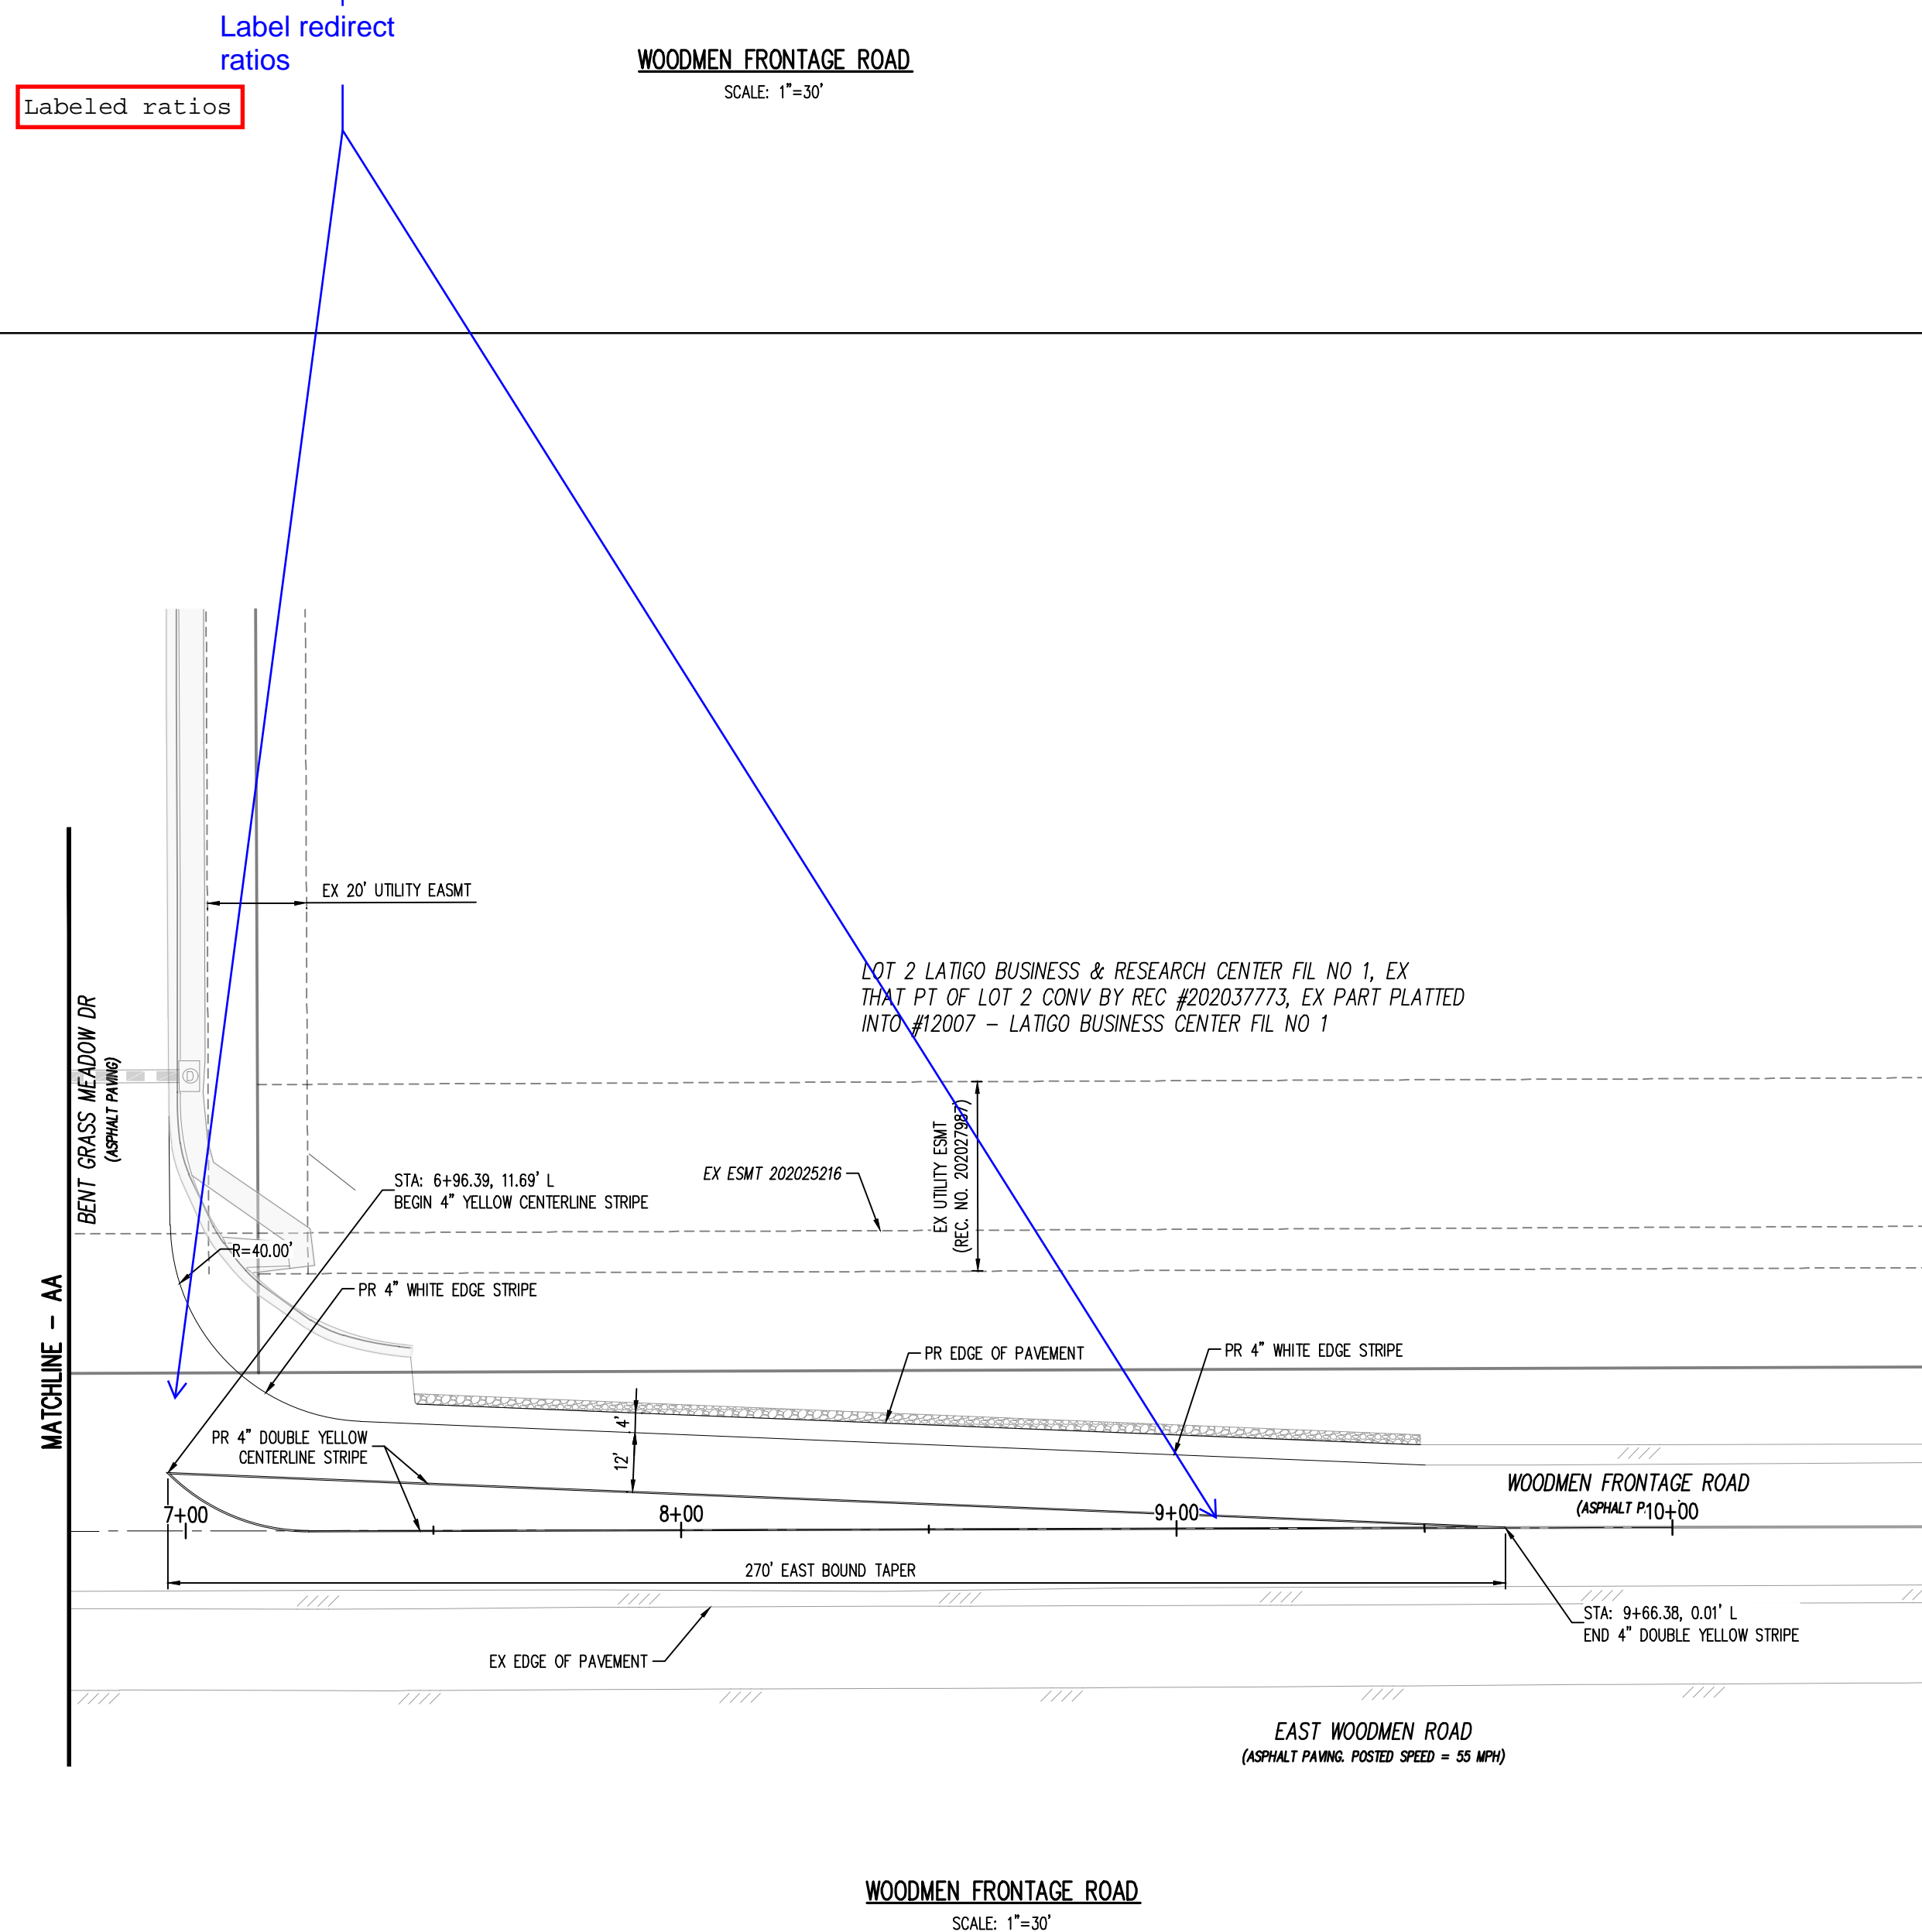 Label redirect
ratios
WOODMEN FRONTAGE ROAD
SCALE: 1"=30'
Labeled ratios
EX 20' UTILITY EASMT
LOT 2 LATIGO BUSINESS & RESEARCH CENTER FIL NO 1, EX
THAT PT OF LOT 2 CONV BY REC #202037773, EX PART PLATTED
INTO #12007 – LATIGO BUSINESS CENTER FIL NO 1
BENT GRASS MEADOW DR
(ASPHALT PAVING)
D
EX UTILITY ESMT
(REC. NO. 202027987)
EX ESMT 202025216
STA: 6+96.39, 11.69' L
BEGIN 4" YELLOW CENTERLINE STRIPE
R=40.00'
PR 4" WHITE EDGE STRIPE
MATCHLINE – AA
PR EDGE OF PAVEMENT
PR 4" WHITE EDGE STRIPE
4'
12'
PR 4" DOUBLE YELLOW
CENTERLINE STRIPE
WOODMEN FRONTAGE ROAD
(ASPHALT P.
7+00
8+00
9+00
10+00
270' EAST BOUND TAPER
STA: 9+66.38, 0.01' L
END 4" DOUBLE YELLOW STRIPE
EX EDGE OF PAVEMENT
EAST WOODMEN ROAD
(ASPHALT PAVING. POSTED SPEED = 55 MPH)
WOODMEN FRONTAGE ROAD
SCALE: 1"=30'